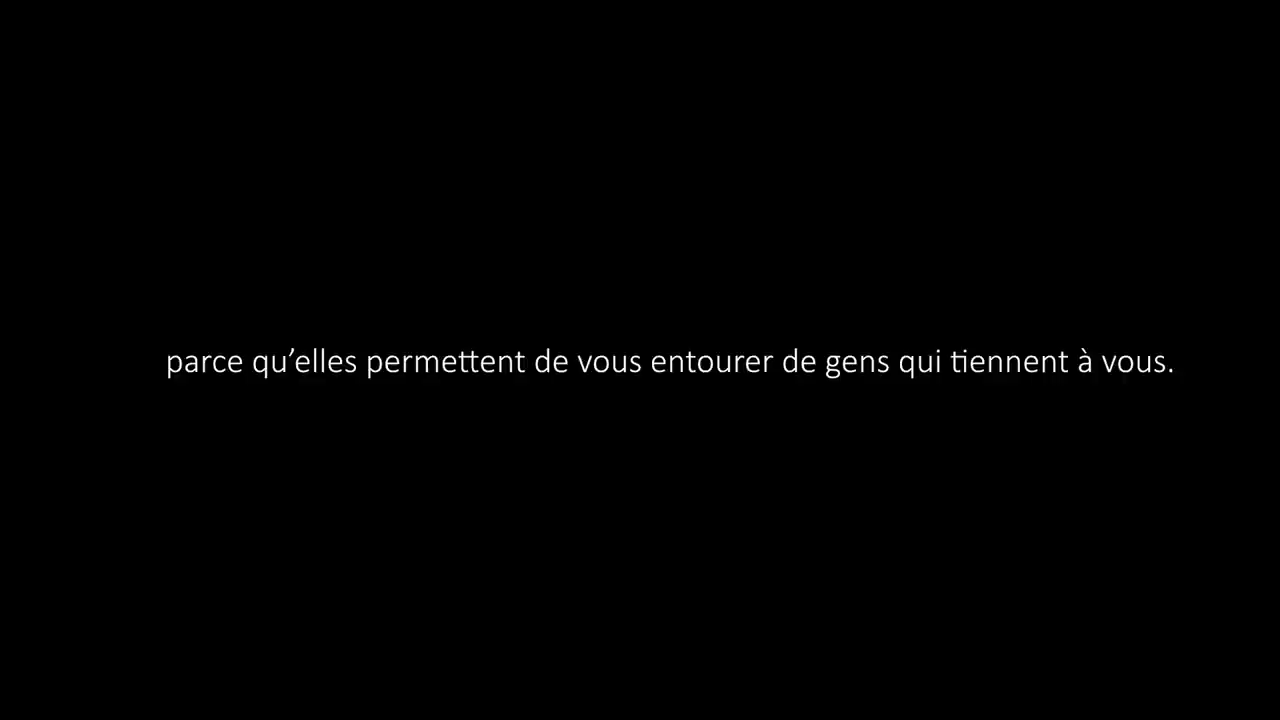 parce qu’elles permettent de vous entourer de gens qui tiennent à vous.